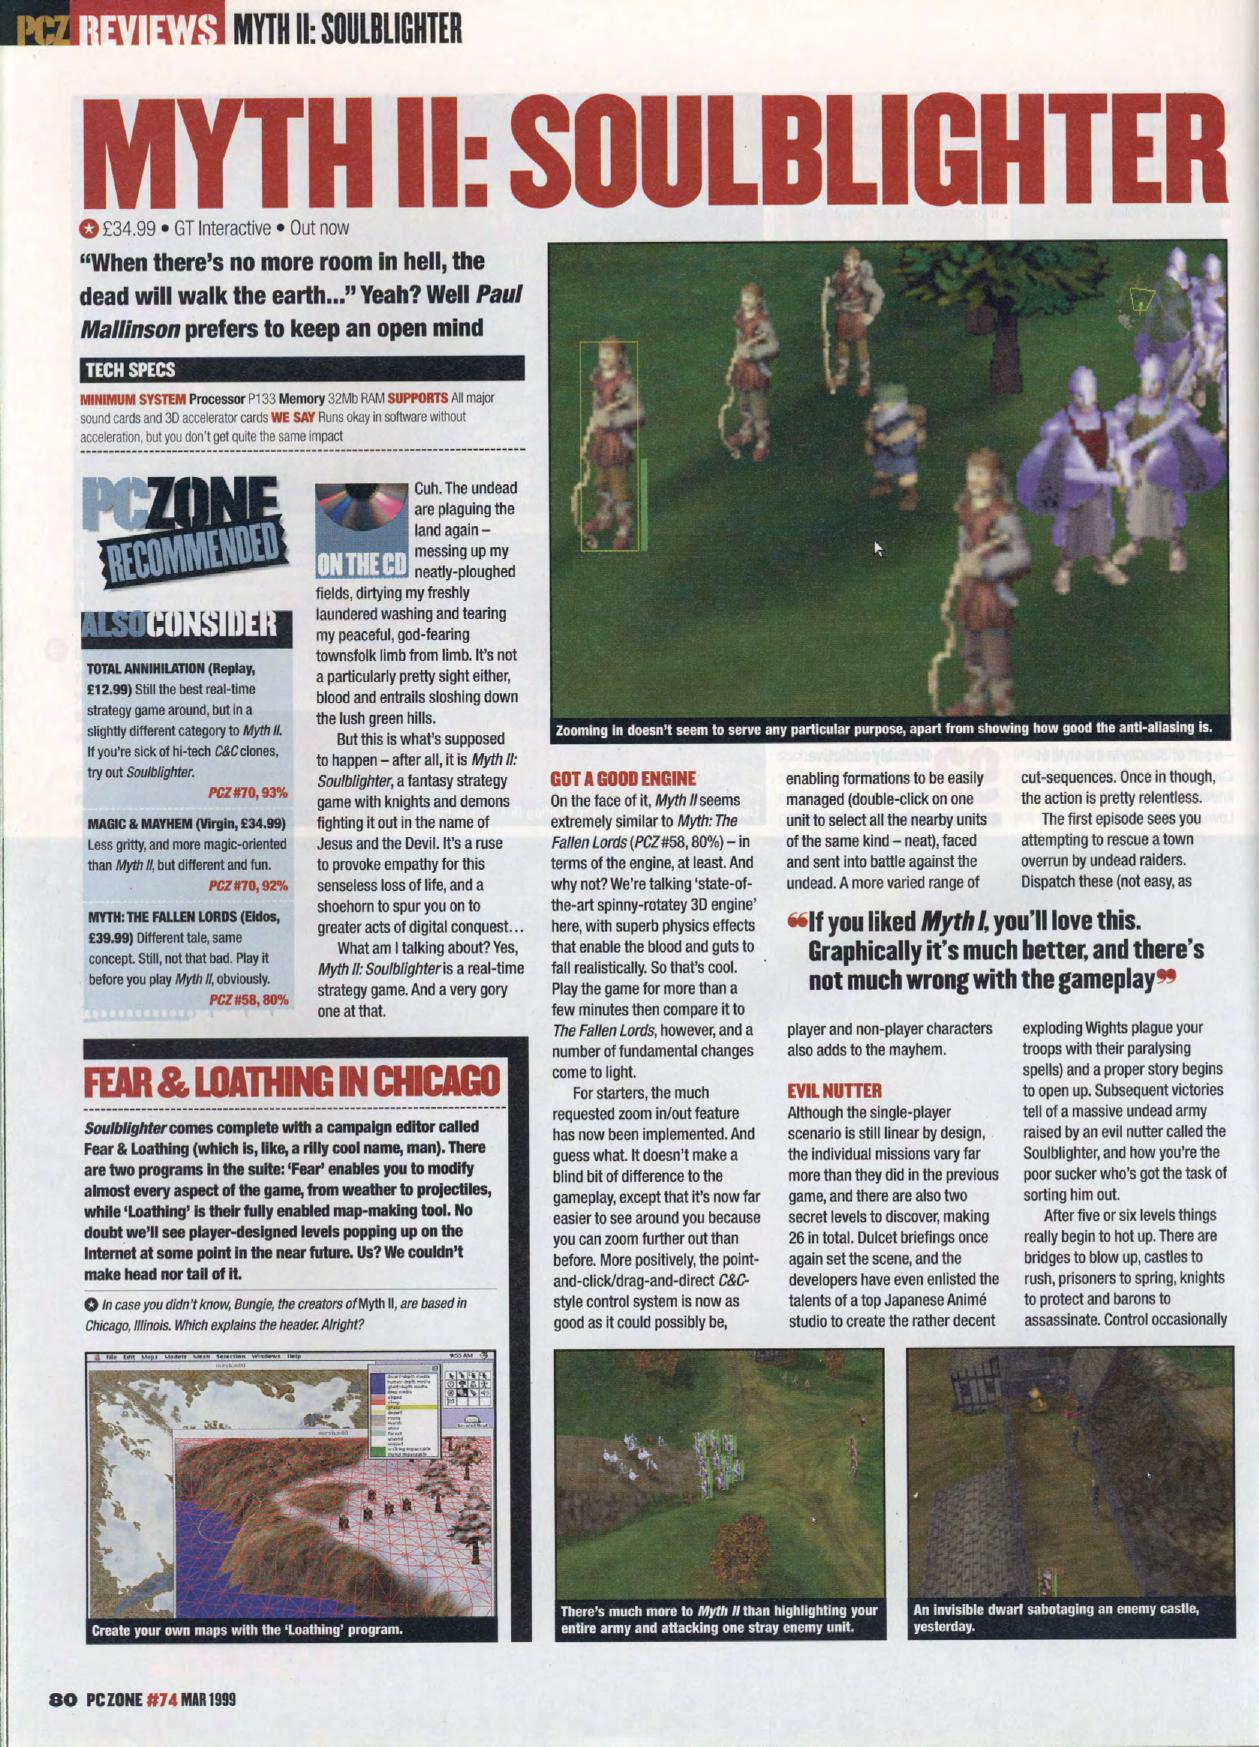 PCZ REVIEWS MYTH II: SOULBLIGHTER
MYTH II: SOULBLIGHTER
£34.99 • GT Interactive • Out now
“When there’s no more room in hell, the
dead will walk the earth...” Yeah? Well Paul
Mallinson prefers to keep an open mind
TECH SPECS
MINIMUM SYSTEM Processor P133 Memory 32Mb RAM SUPPORTS All major
sound cards and 3D accelerator cards WE SAY Runs okay in software without
acceleration, but you don’t get quite the same impact
PCZONE
RECOMMENDED
ALSO CONSIDER
TOTAL ANNIHILATION (Replay,
£12.99) Still the best real-time
strategy game around, but in a
slightly different category to Myth II.
If you’re sick of hi-tech C&C clones,
try out Soulblighter.
PCZ #70, 93%
MAGIC & MAYHEM (Virgin, £34.99)
Less gritty, and more magic-oriented
than Myth II, but different and fun.
PCZ #70, 92%
MYTH: THE FALLEN LORDS (Eidos,
£39.99) Different tale, same
concept. Still, not that bad. Play it
before you play Myth II, obviously.
PCZ #58, 80%
ON THE CD
Cuh. The undead
are plaguing the
land again –
messing up my
neatly-ploughed
fields, dirtying my freshly
laundered washing and tearing
my peaceful, god-fearing
townsfolk limb from limb. It’s not
a particularly pretty sight either,
blood and entrails sloshing down
the lush green hills.
But this is what’s supposed
to happen – after all, it is Myth II:
Soulblighter, a fantasy strategy
game with knights and demons
fighting it out in the name of
Jesus and the Devil. It’s a ruse
to provoke empathy for this
senseless loss of life, and a
shoehorn to spur you on to
greater acts of digital conquest...
What am I talking about? Yes,
Myth II: Soulblighter is a real-time
strategy game. And a very gory
one at that.
Zooming in doesn’t seem to serve any particular purpose, apart from showing how good the anti-aliasing is.
GOT A GOOD ENGINE
On the face of it, Myth II seems
extremely similar to Myth: The
Fallen Lords (PCZ #58, 80%) – in
terms of the engine, at least. And
why not? We’re talking ‘state-of-
the-art spinny-rotatey 3D engine’
here, with superb physics effects
that enable the blood and guts to
fall realistically. So that’s cool.
Play the game for more than a
few minutes then compare it to
The Fallen Lords, however, and a
number of fundamental changes
come to light.
For starters, the much
requested zoom in/out feature
has now been implemented. And
guess what. It doesn’t make a
blind bit of difference to the
gameplay, except that it’s now far
easier to see around you because
you can zoom further out than
before. More positively, the point-
and-click/drag-and-direct C&C-
style control system is now as
good as it could possibly be,
enabling formations to be easily
managed (double-click on one
unit to select all the nearby units
of the same kind – neat), faced
and sent into battle against the
undead. A more varied range of
player and non-player characters
also adds to the mayhem.
“If you liked Myth I, you’ll love this.
Graphically it’s much better, and there’s
not much wrong with the gameplay”
EVIL NUTTER
Although the single-player
scenario is still linear by design,
the individual missions vary far
more than they did in the previous
game, and there are also two
secret levels to discover, making
26 in total. Dulcet briefings once
again set the scene, and the
developers have even enlisted the
talents of a top Japanese Animé
studio to create the rather decent
cut-sequences. Once in though,
the action is pretty relentless.
The first episode sees you
attempting to rescue a town
overrun by undead raiders.
Dispatch these (not easy, as
exploding Wights plague your
troops with their paralysing
spells) and a proper story begins
to open up. Subsequent victories
tell of a massive undead army
raised by an evil nutter called the
Soulblighter, and how you’re the
poor sucker who’s got the task of
sorting him out.
After five or six levels things
really begin to hot up. There are
bridges to blow up, castles to
rush, prisoners to spring, knights
to protect and barons to
assassinate. Control occasionally
FEAR & LOATHING IN CHICAGO
Soulblighter comes complete with a campaign editor called
Fear & Loathing (which is, like, a rilly cool name, man). There
are two programs in the suite: ‘Fear’ enables you to modify
almost every aspect of the game, from weather to projectiles,
while ‘Loathing’ is their fully enabled map-making tool. No
doubt we’ll see player-designed levels popping up on the
Internet at some point in the near future. Us? We couldn’t
make head nor tail of it.
In case you didn’t know, Bungie, the creators of Myth II, are based in
Chicago, Illinois. Which explains the header. Alright?
File Edit Maps Models Mesh Selection Windows Help
Create your own maps with the ‘Loathing’ program.
There’s much more to Myth II than highlighting your
entire army and attacking one stray enemy unit.
An invisible dwarf sabotaging an enemy castle,
yesterday.
80 PC ZONE #74 MAR 1999